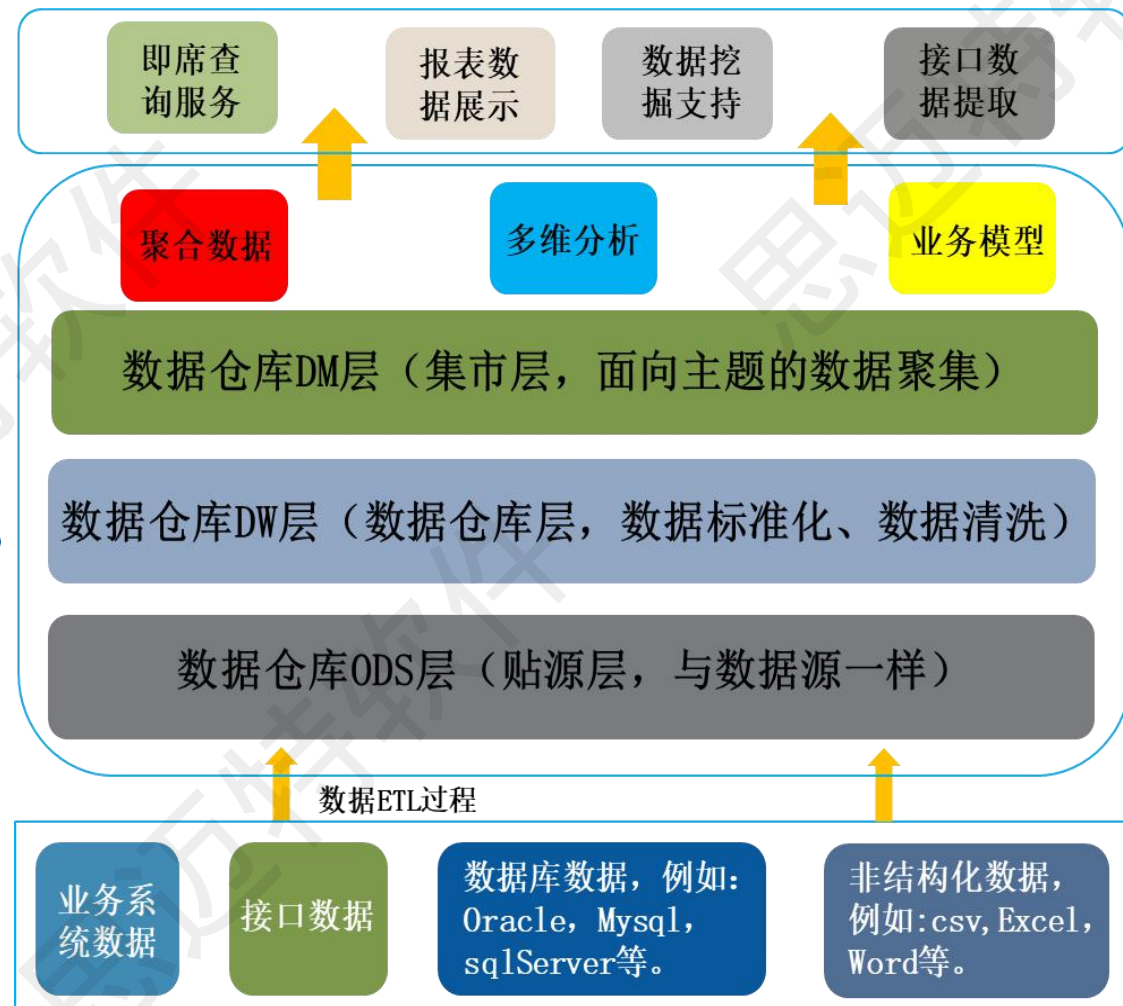 即席查
询服务
报表数
据展示
数据挖
掘支持
接口数
据提取
聚合数据
多维分析
业务模型
数据仓库DM层（集市层，面向主题的数据聚集）
数据仓库DW层（数据仓库层，数据标准化、数据清洗）
数据仓库ODS层（贴源层，与数据源一样）
数据ETL过程
业务系
统数据
接口数据
数据库数据，例如：
Oracle，Mysql，
sqlServer等。
非结构化数据，
例如:csv,Excel，
Word等。
思迈特软件